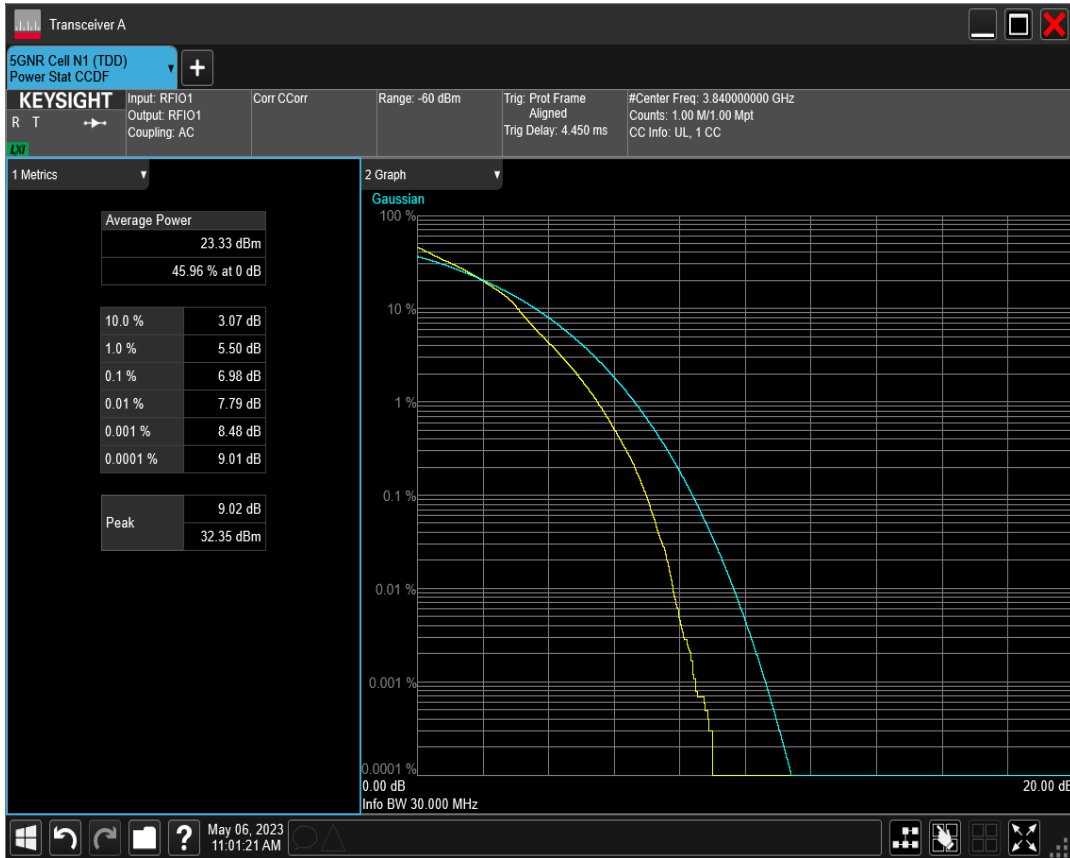 Transceiver A
5GNR Cell N1 (TDD)
Power Stat CCDF
+
KEYSIGHT
R T
LXI
Input: RFIO1
Output: RFIO1
Coupling: AC
Corr CCorr
Range: -60 dBm
Trig: Prot Frame
Aligned
Trig Delay: 4.450 ms
#Center Freq: 3.840000000 GHz
Counts: 1.00 M/1.00 Mpt
CC Info: UL, 1 CC
1 Metrics
Average Power
23.33 dBm
45.96 % at 0 dB
10.0 % 3.07 dB
1.0 % 5.50 dB
0.1 % 6.98 dB
0.01 % 7.79 dB
0.001 % 8.48 dB
0.0001 % 9.01 dB
Peak
9.02 dB
32.35 dBm
2 Graph
Gaussian
100 %
10 %
1 %
0.1 %
0.01 %
0.001 %
0.0001 %
0.00 dB 20.00 dB
Info BW 30.000 MHz
?
May 06, 2023
11:01:21 AM